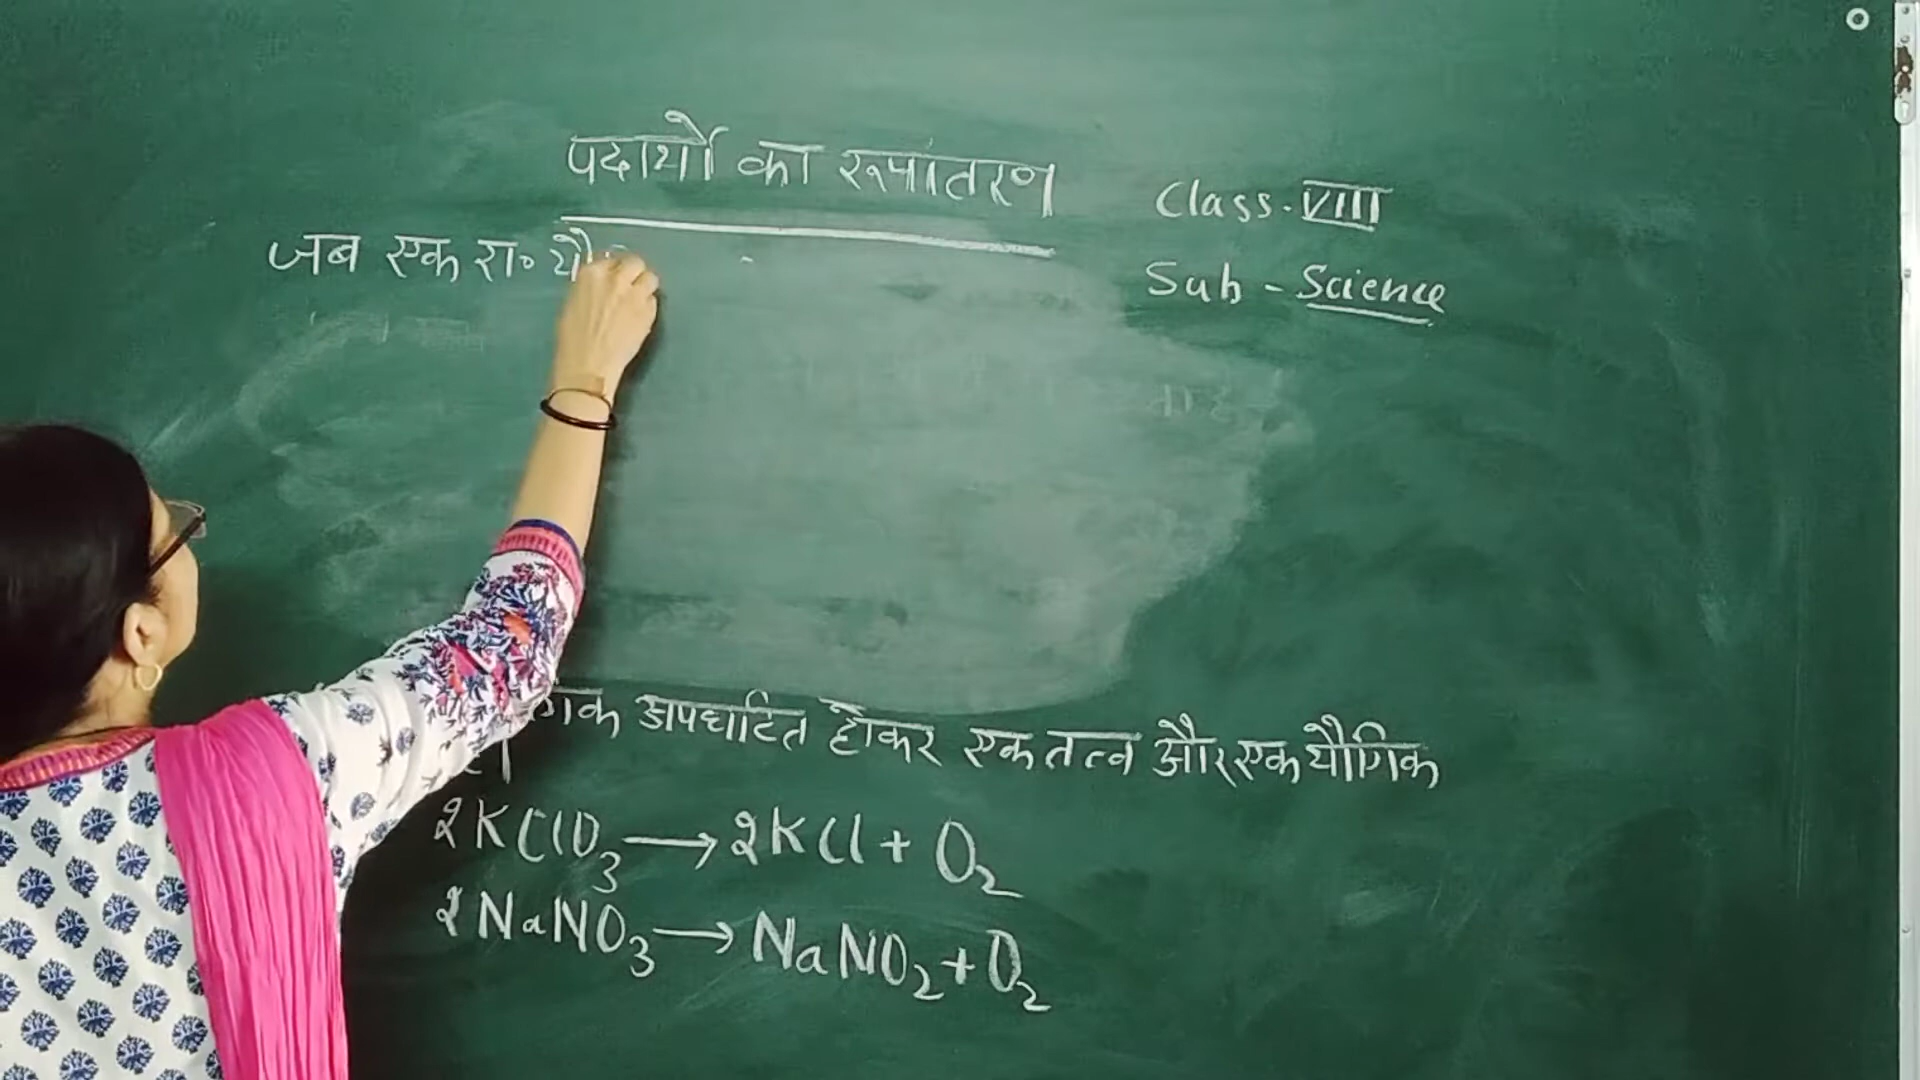 पदार्थो का रूपांतरण
Class. VIII
Sub - Science
जब एक रा० यौ
अपघटित होकर एक तत्व और एक यौगिक
2KClO₃ → 2KCl + O₂
2NaNO₃ → NaNO₂ + O₂